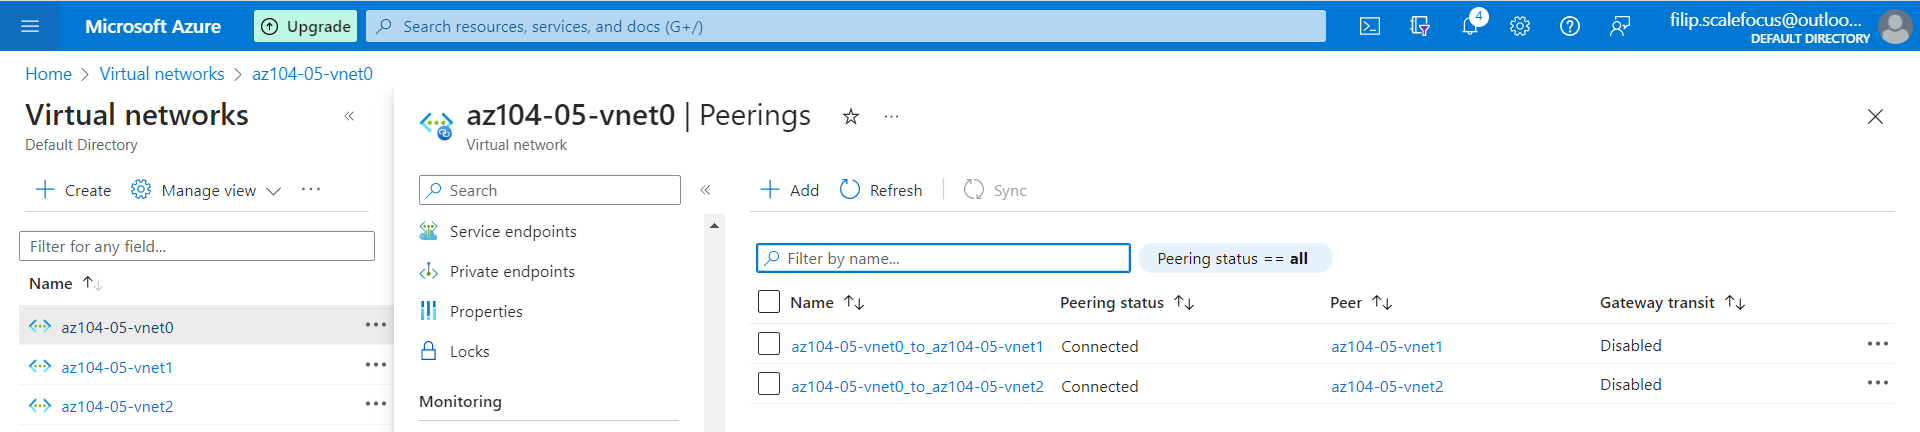 Microsoft Azure
Upgrade
Search resources, services, and docs (G+/)
4
filip.scalefocus@outloo...
DEFAULT DIRECTORY
Home > Virtual networks > az104-05-vnet0
Virtual networks
Default Directory
«
Create
Manage view
...
Filter for any field...
Name
az104-05-vnet0
...
az104-05-vnet1
...
az104-05-vnet2
...
az104-05-vnet0 | Peerings
...
Virtual network
Search
«
Service endpoints
Private endpoints
Properties
Locks
Monitoring
Add
Refresh
Sync
Filter by name...
Peering status == all
Name Peering status Peer Gateway transit
az104-05-vnet0_to_az104-05-vnet1 Connected az104-05-vnet1 Disabled ...
az104-05-vnet0_to_az104-05-vnet2 Connected az104-05-vnet2 Disabled ...